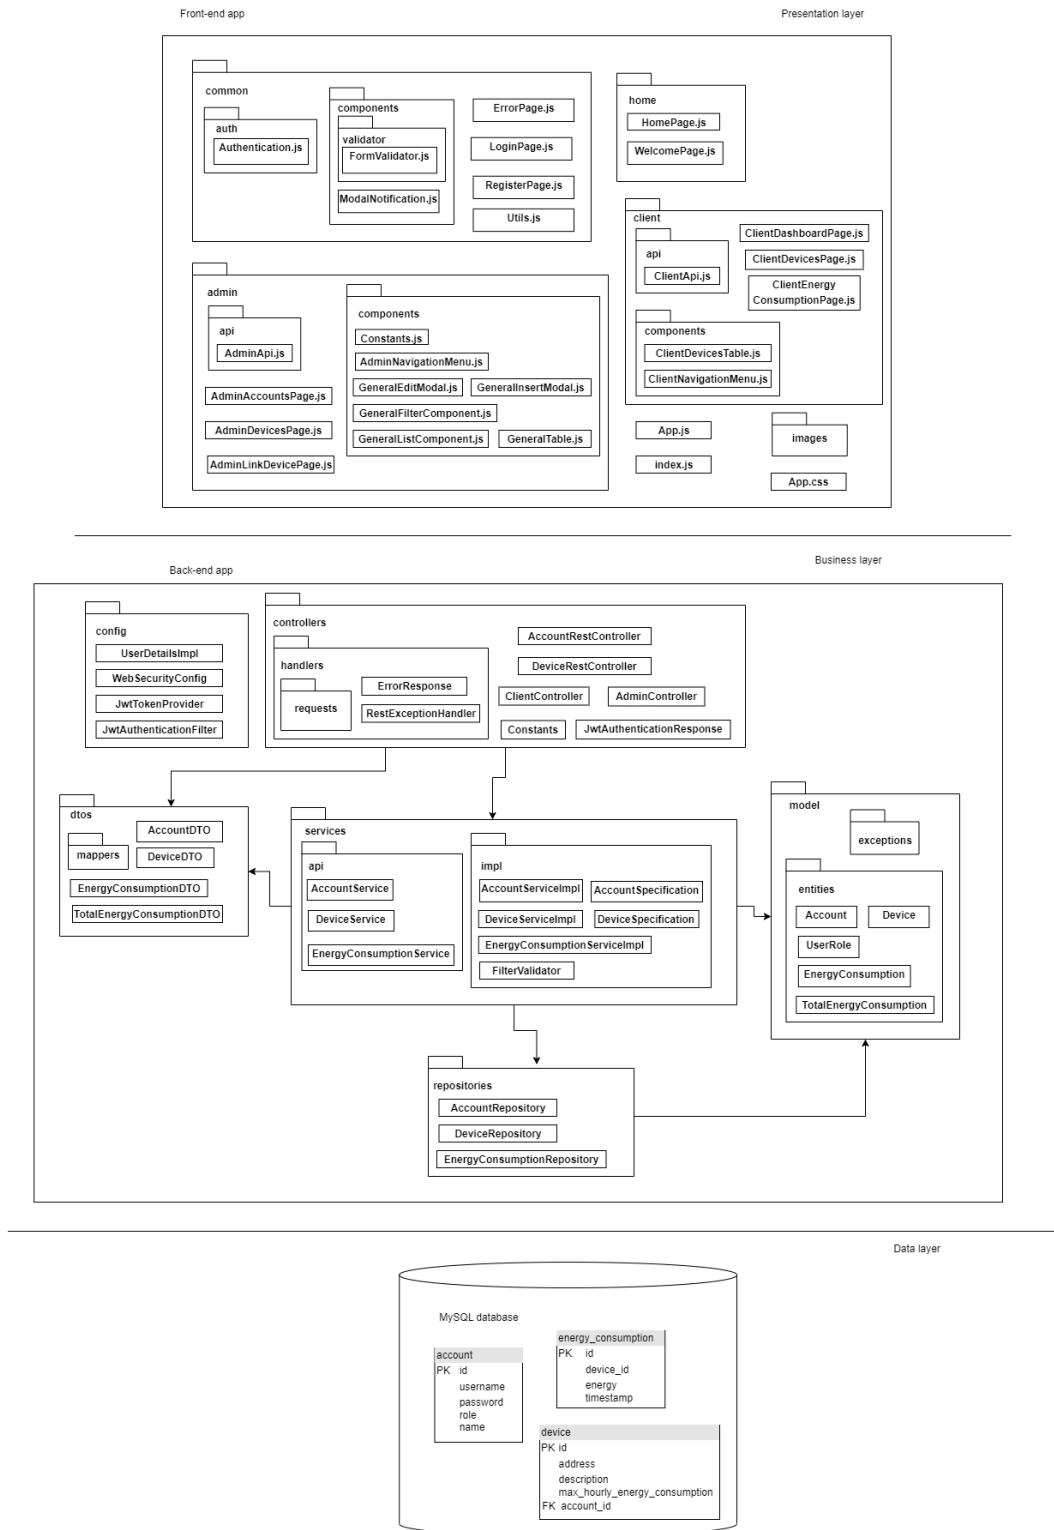 Front-end app
Presentation layer
common
auth
Authentication.js
components
validator
FormValidator.js
ModalNotification.js
ErrorPage.js
LoginPage.js
RegisterPage.js
Utils.js
home
HomePage.js
WelcomePage.js
client
api
ClientApi.js
ClientDashboardPage.js
ClientDevicesPage.js
ClientEnergy
ConsumptionPage.js
components
ClientDevicesTable.js
ClientNavigationMenu.js
admin
api
AdminApi.js
AdminAccountsPage.js
AdminDevicesPage.js
AdminLinkDevicePage.js
components
Constants.js
AdminNavigationMenu.js
GeneralEditModal.js
GeneralInsertModal.js
GeneralFilterComponent.js
GeneralListComponent.js
GeneralTable.js
App.js
index.js
images
App.css
Back-end app
Business layer
config
UserDetailsImpl
WebSecurityConfig
JwtTokenProvider
JwtAuthenticationFilter
controllers
handlers
requests
ErrorResponse
RestExceptionHandler
AccountRestController
DeviceRestController
ClientController
AdminController
Constants
JwtAuthenticationResponse
dtos
mappers
AccountDTO
DeviceDTO
EnergyConsumptionDTO
TotalEnergyConsumptionDTO
services
api
AccountService
DeviceService
EnergyConsumptionService
impl
AccountServiceImpl
AccountSpecification
DeviceServiceImpl
DeviceSpecification
EnergyConsumptionServiceImpl
FilterValidator
model
exceptions
entities
Account
Device
UserRole
EnergyConsumption
TotalEnergyConsumption
repositories
AccountRepository
DeviceRepository
EnergyConsumptionRepository
Data layer
MySQL database
account
PK id
username
password
role
name
energy_consumption
PK id
device_id
energy
timestamp
device
PK id
address
description
max_hourly_energy_consumption
FK account_id